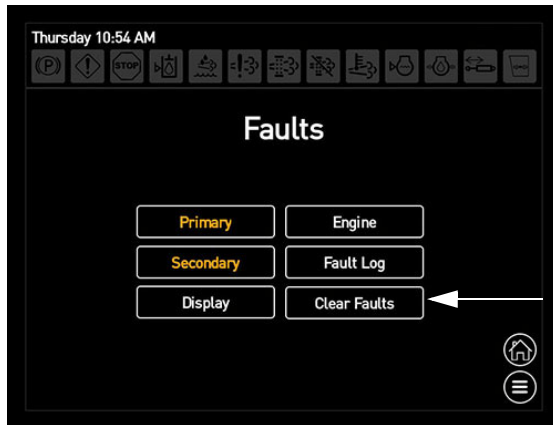 Thursday 10:54 AM
(P) STOP
Faults
Primary Engine
Secondary Fault Log
Display Clear Faults